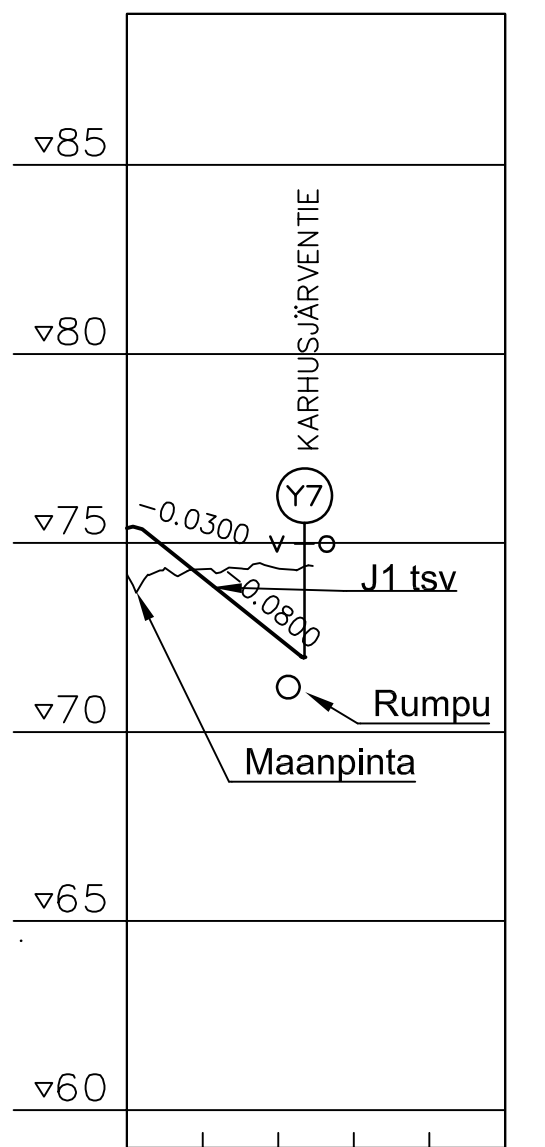 ▽85
KARHUSJÄRVENTIE
▽80
Y7
▽75
-0.0300
V O
J1 tsv
-0.0800
Rumpu
▽70
Maanpinta
▽65
▽60